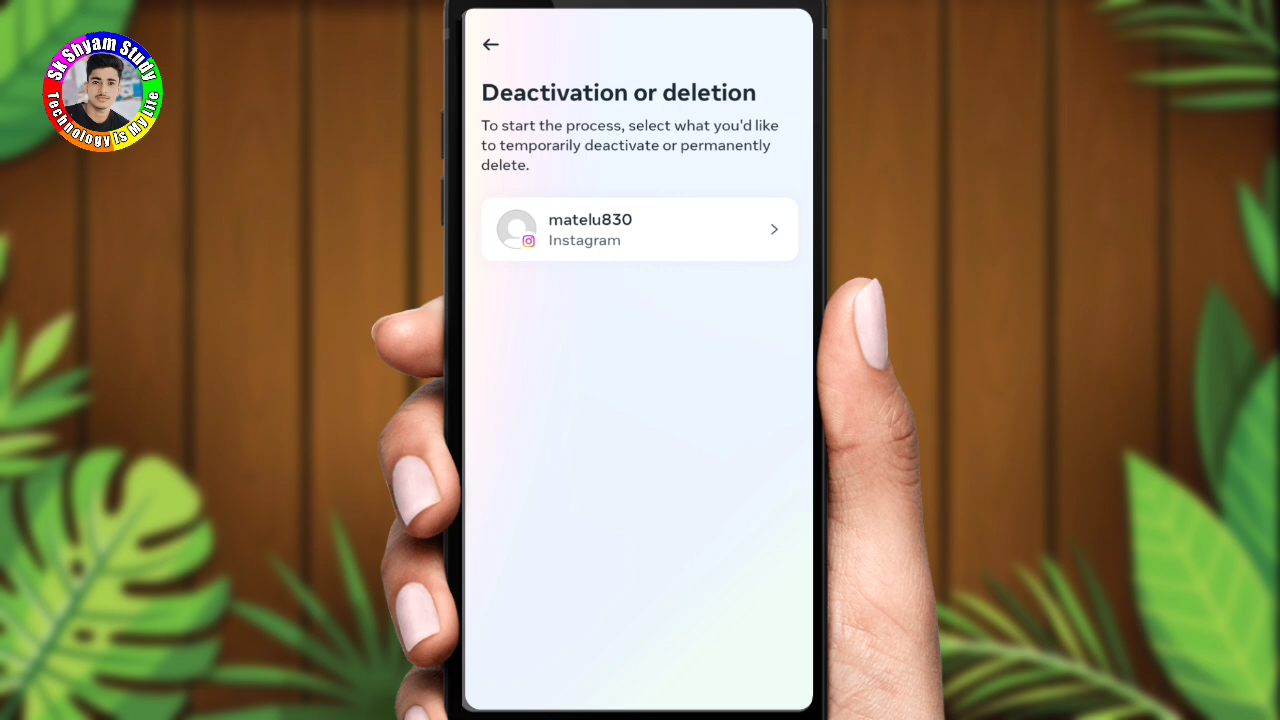 Sk Shyam Study
Technology is My Life
Deactivation or deletion
To start the process, select what you'd like
to temporarily deactivate or permanently
delete.
matelu830
Instagram